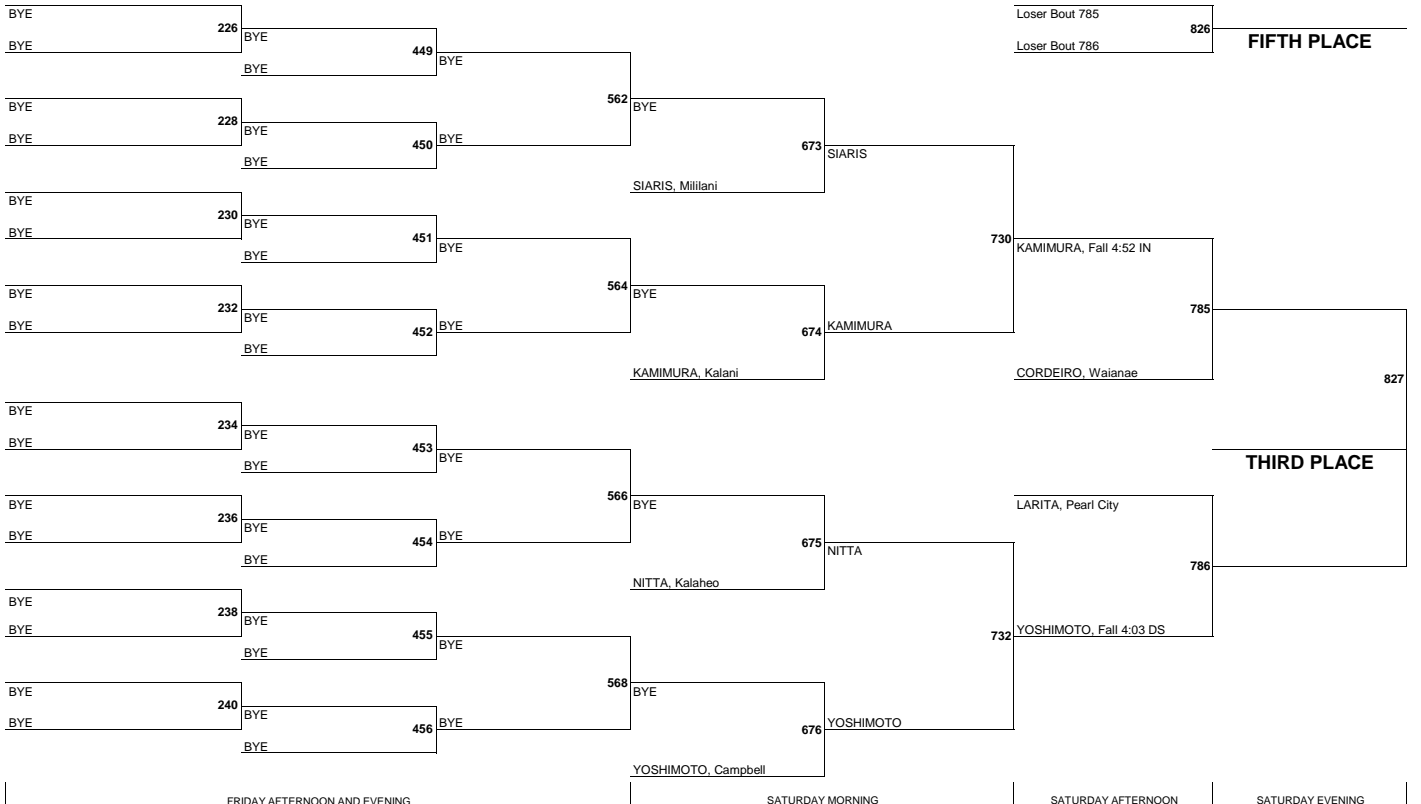 BYE
226
BYE
BYE
449
BYE
BYE
BYE
228
BYE
BYE
450
BYE
BYE
562
BYE
673
SIARIS
SIARIS, Mililani
BYE
230
BYE
BYE
451
BYE
BYE
730
KAMIMURA, Fall 4:52 IN
BYE
564
BYE
232
BYE
BYE
452
BYE
BYE
674
KAMIMURA
KAMIMURA, Kalani
785
CORDEIRO, Waianae
827
BYE
234
BYE
BYE
453
BYE
BYE
THIRD PLACE
BYE
566
BYE
236
BYE
BYE
454
BYE
BYE
675
NITTA
NITTA, Kalaheo
LARITA, Pearl City
786
BYE
238
BYE
BYE
455
BYE
BYE
732
YOSHIMOTO, Fall 4:03 DS
BYE
568
BYE
240
BYE
BYE
456
BYE
BYE
676
YOSHIMOTO
YOSHIMOTO, Campbell
Loser Bout 785
826
Loser Bout 786
FIFTH PLACE
FRIDAY AFTERNOON AND EVENING
SATURDAY MORNING
SATURDAY AFTERNOON
SATURDAY EVENING